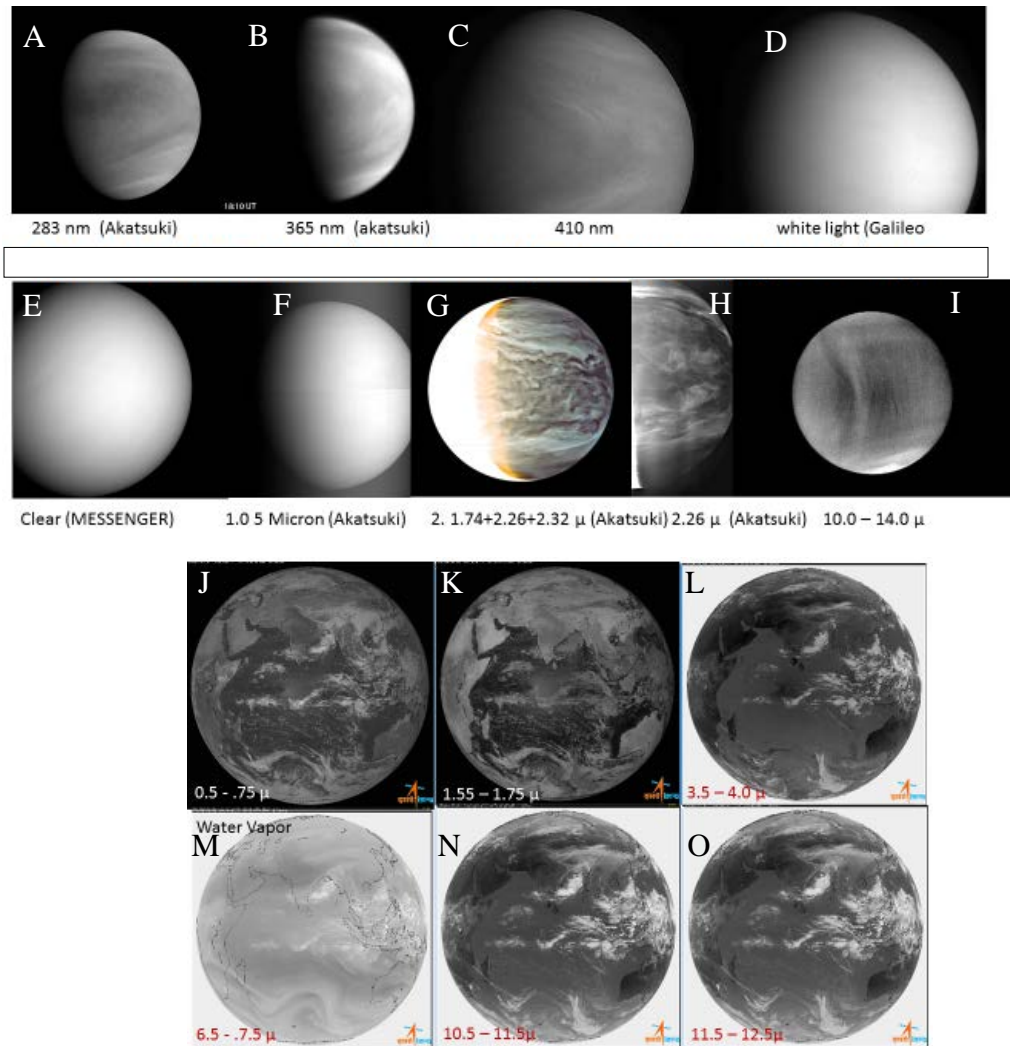 A B C D
18:10 UT
283 nm (Akatsuki) 365 nm (akatsuki) 410 nm white light (Galileo
E F G H I
Clear (MESSENGER) 1.0 5 Micron (Akatsuki) 2. 1.74+2.26+2.32 µ (Akatsuki) 2.26 µ (Akatsuki) 10.0 – 14.0 µ
J K L
0.5 - .75 µ 1.55 – 1.75 µ 3.5 – 4.0 µ
Water Vapor
M N O
6.5 - .7.5 µ 10.5 – 11.5µ 11.5 – 12.5µ